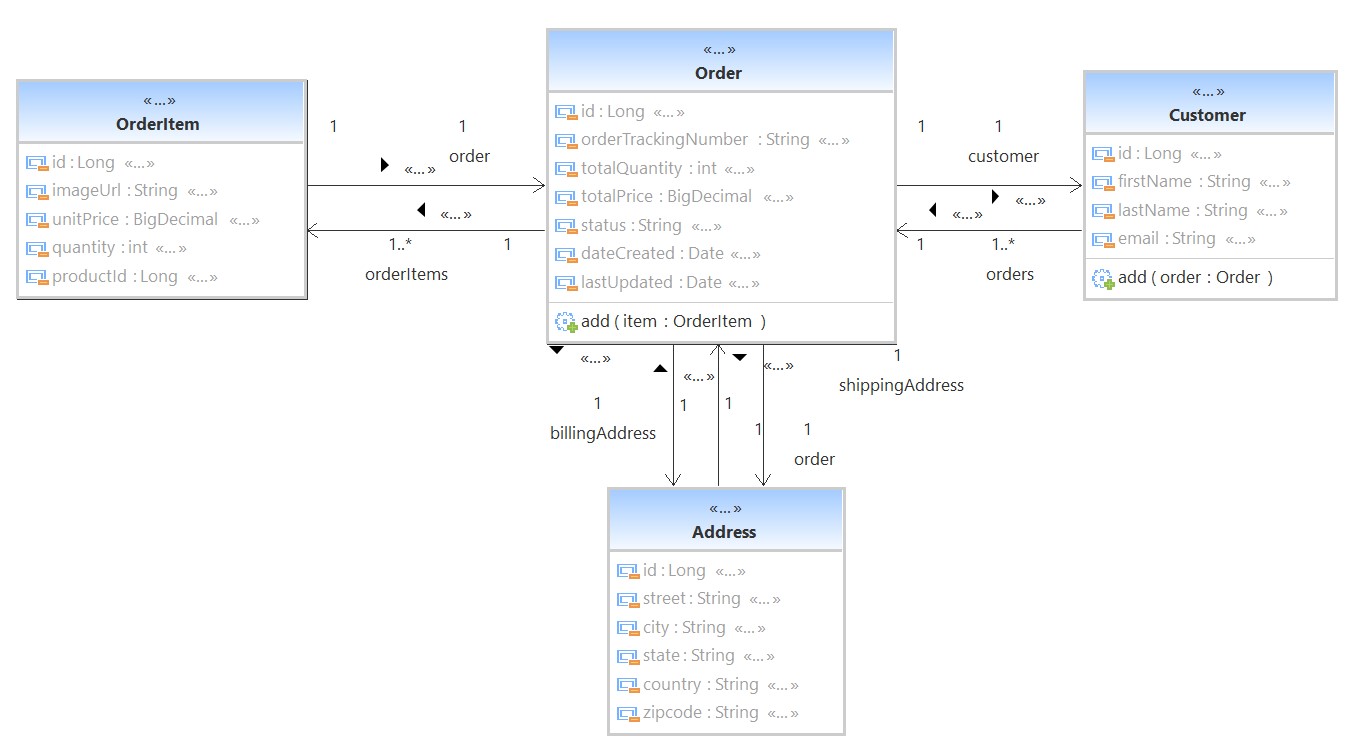 «...»
OrderItem
id : Long «...»
imageUrl : String «...»
unitPrice : BigDecimal «...»
quantity : int «...»
productId : Long «...»
1
1
order
«...»
«...»
1..*
1
orderItems
«...»
Order
id : Long «...»
orderTrackingNumber : String «...»
totalQuantity : int «...»
totalPrice : BigDecimal «...»
status : String «...»
dateCreated : Date «...»
lastUpdated : Date «...»
add ( item : OrderItem )
1
1
customer
«...»
«...»
1
1..*
orders
«...»
Customer
id : Long «...»
firstName : String «...»
lastName : String «...»
email : String «...»
add ( order : Order )
«...»
«...»
«...»
1
shippingAddress
1
1
1
billingAddress
1
1
order
«...»
Address
id : Long «...»
street : String «...»
city : String «...»
state : String «...»
country : String «...»
zipcode : String «...»